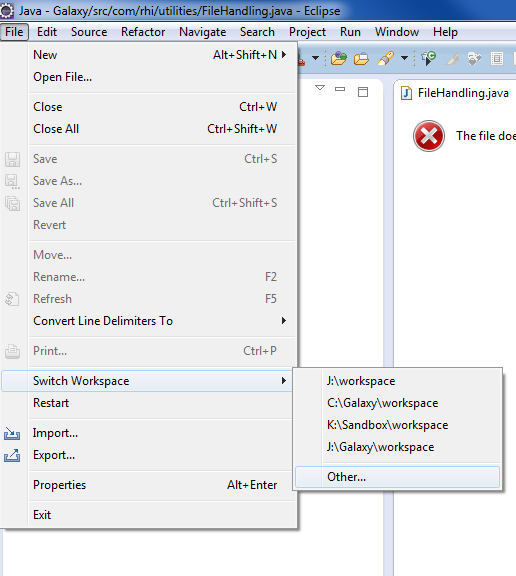 Java - Galaxy/src/com/rhi/utilities/FileHandling.java - Eclipse
File Edit Source Refactor Navigate Search Project Run Window Help
New Alt+Shift+N
Open File...
Close Ctrl+W
Close All Ctrl+Shift+W
Save Ctrl+S
Save As...
Save All Ctrl+Shift+S
Revert
Move...
Rename... F2
Refresh F5
Convert Line Delimiters To
Print... Ctrl+P
Switch Workspace
Restart
Import...
Export...
Properties Alt+Enter
Exit
J:\workspace
C:\Galaxy\workspace
K:\Sandbox\workspace
J:\Galaxy\workspace
Other...
FileHandling.java
The file doe